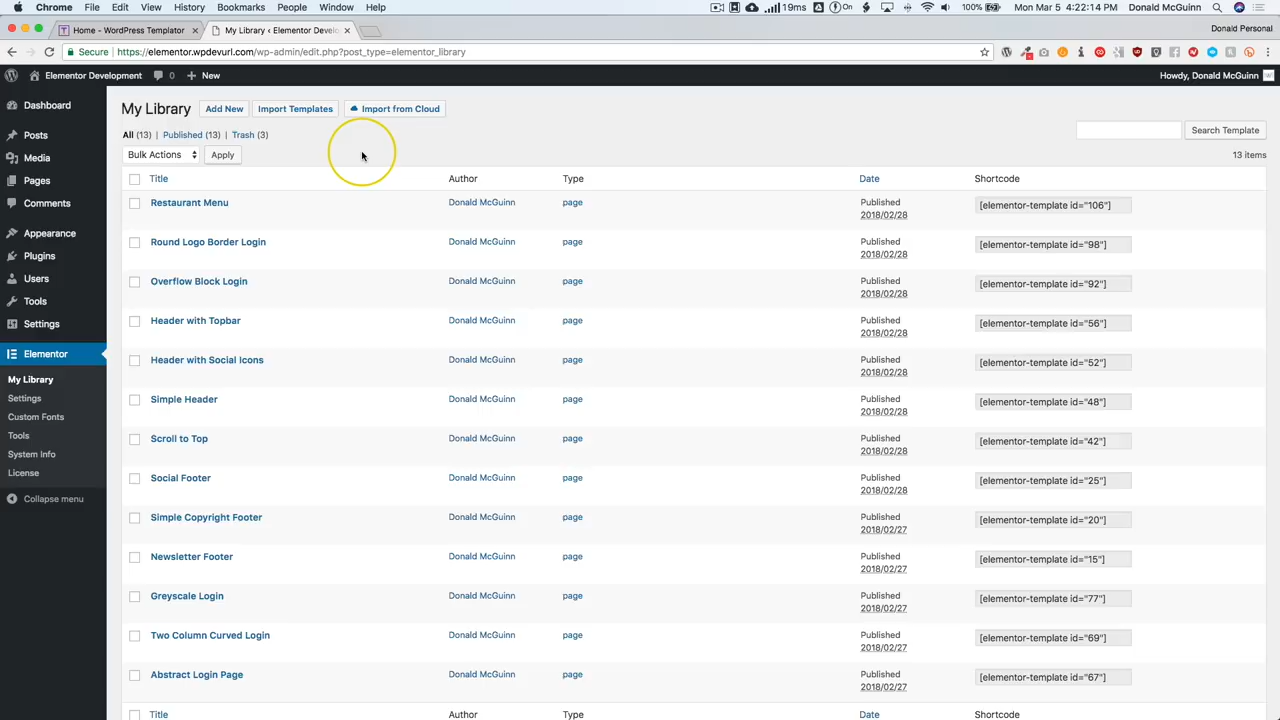 Chrome File Edit View History Bookmarks People Window Help 19ms On 100% Mon Mar 5 4:22:14 PM Donald McGuinn
Home - WordPress Templator My Library ‹ Elementor Develo Donald Personal
Secure https://elementor.wpdevurl.com/wp-admin/edit.php?post_type=elementor_library
Elementor Development 0 New Howdy, Donald McGuinn
Dashboard
Posts
Media
Pages
Comments
Appearance
Plugins
Users
Tools
Settings
Elementor
My Library
Settings
Custom Fonts
Tools
System Info
License
Collapse menu
My Library Add New Import Templates Import from Cloud
All (13) | Published (13) | Trash (3) Search Template
Bulk Actions Apply 13 items
Title Author Type Date Shortcode
Restaurant Menu Donald McGuinn page Published [elementor-template id="106"]
2018/02/28
Round Logo Border Login Donald McGuinn page Published [elementor-template id="98"]
2018/02/28
Overflow Block Login Donald McGuinn page Published [elementor-template id="92"]
2018/02/28
Header with Topbar Donald McGuinn page Published [elementor-template id="56"]
2018/02/28
Header with Social Icons Donald McGuinn page Published [elementor-template id="52"]
2018/02/28
Simple Header Donald McGuinn page Published [elementor-template id="48"]
2018/02/28
Scroll to Top Donald McGuinn page Published [elementor-template id="42"]
2018/02/28
Social Footer Donald McGuinn page Published [elementor-template id="25"]
2018/02/28
Simple Copyright Footer Donald McGuinn page Published [elementor-template id="20"]
2018/02/27
Newsletter Footer Donald McGuinn page Published [elementor-template id="15"]
2018/02/27
Greyscale Login Donald McGuinn page Published [elementor-template id="77"]
2018/02/27
Two Column Curved Login Donald McGuinn page Published [elementor-template id="69"]
2018/02/27
Abstract Login Page Donald McGuinn page Published [elementor-template id="67"]
2018/02/27
Title Author Type Date Shortcode